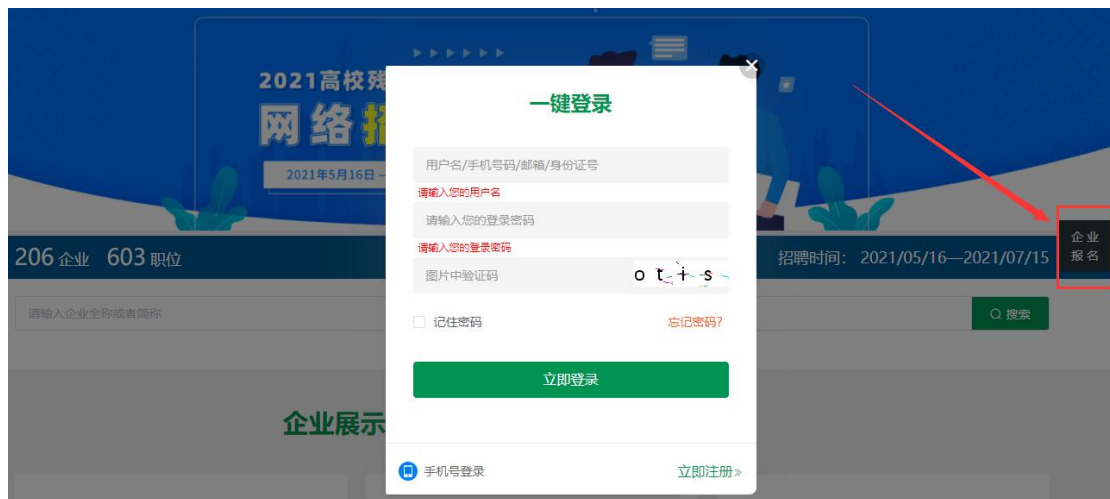 2021高校残
网络招
2021年5月16日 -
一键登录
用户名/手机号码/邮箱/身份证号
请输入您的用户名
请输入您的登录密码
请输入您的登录密码
图片中验证码
otis
记住密码
忘记密码?
立即登录
手机号登录
立即注册»
206 企业 603 职位
招聘时间: 2021/05/16—2021/07/15
企业
报名
请输入企业全称或者简称
搜索
企业展示